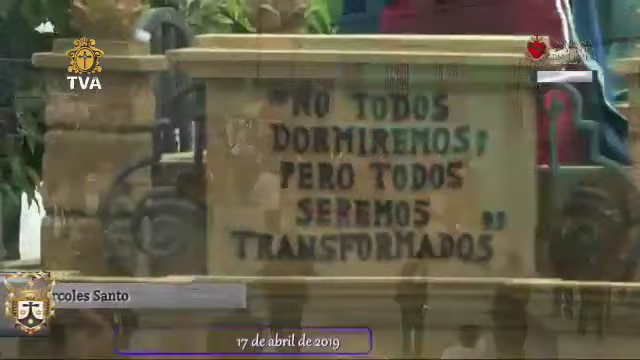 TVA
"NO TODOS
DORMIREMOS;
PERO TODOS
SEREMOS
TRANSFORMADOS"
rcoles Santo
17 de abril de 2019